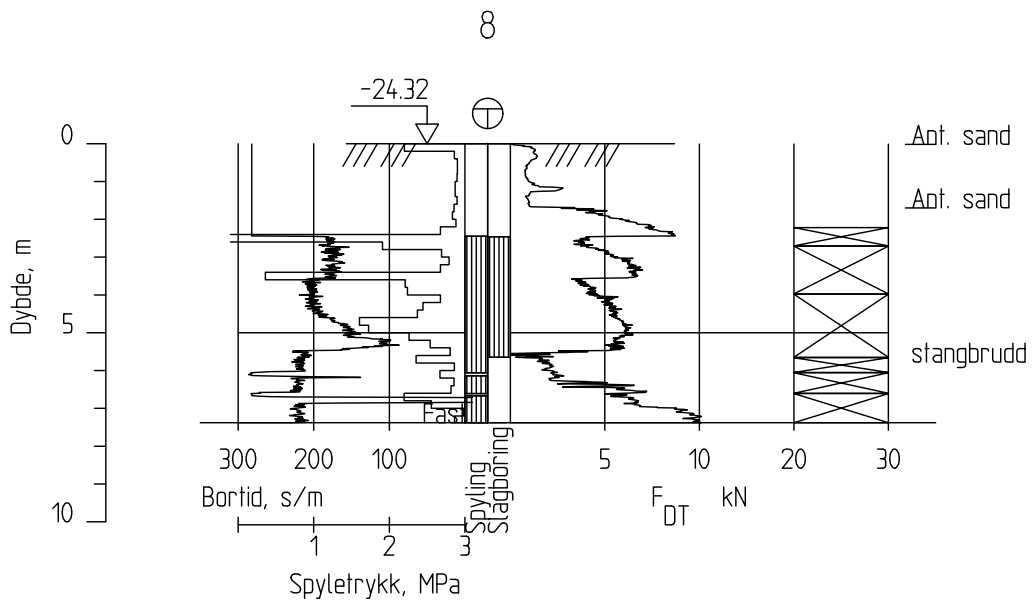 8
-24.32
0
Ant. sand
Ant. sand
Dybde, m
5
stangbrudd
Fast
300 200 100 5 10 20 30
Spyling
Slagboring
Bortid, s/m
F DT kN
10
1 2 3
Spyletrykk, MPa